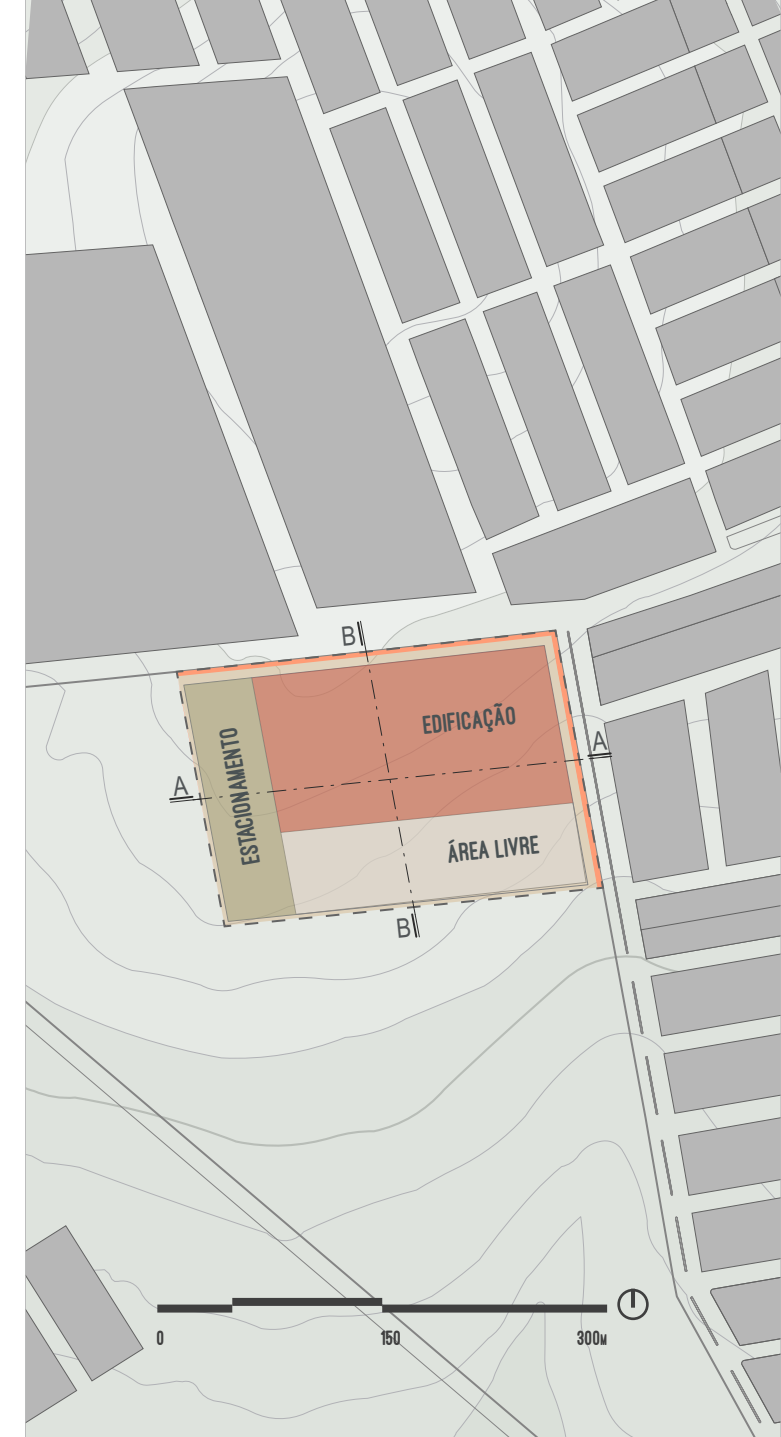 B
EDIFICAÇÃO
A
ESTACIONAMENTO
A
ÁREA LIVRE
B
0 150 300M